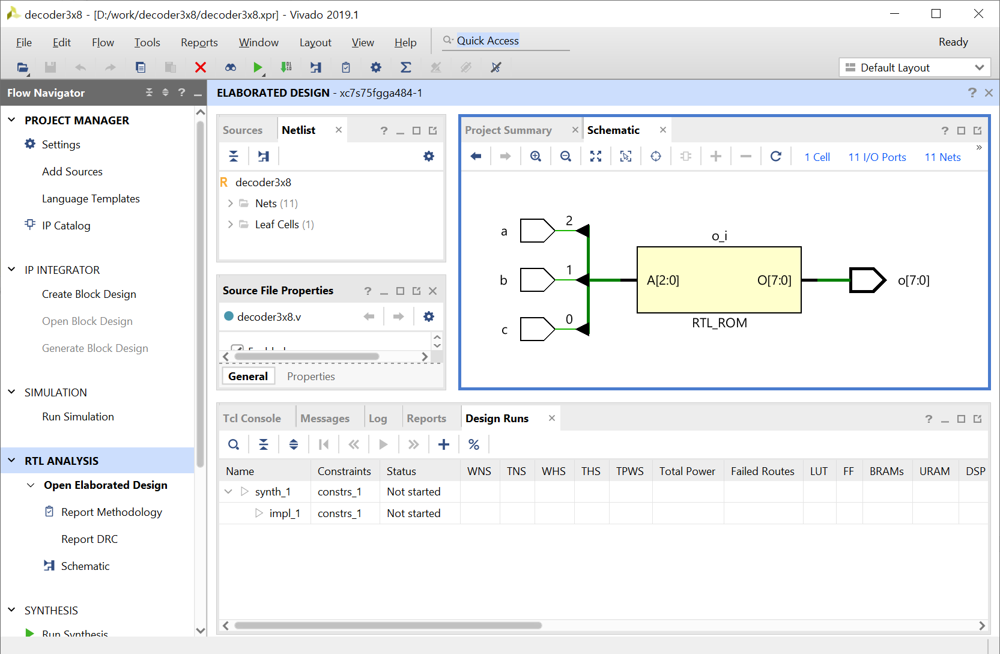 decoder3x8 - [D:/work/decoder3x8/decoder3x8.xpr] - Vivado 2019.1
File Edit Flow Tools Reports Window Layout View Help Quick Access Ready
Default Layout
Flow Navigator
PROJECT MANAGER
Settings
Add Sources
Language Templates
IP Catalog
IP INTEGRATOR
Create Block Design
Open Block Design
Generate Block Design
SIMULATION
Run Simulation
RTL ANALYSIS
Open Elaborated Design
Report Methodology
Report DRC
Schematic
SYNTHESIS
Run Synthesis
ELABORATED DESIGN - xc7s75fgga484-1
Sources Netlist
R decoder3x8
Nets (11)
Leaf Cells (1)
Source File Properties
decoder3x8.v
Enabled
General Properties
Project Summary Schematic
1 Cell 11 I/O Ports 11 Nets
a 2
b 1
c 0
o_i
A[2:0] O[7:0]
RTL_ROM
o[7:0]
Tcl Console Messages Log Reports Design Runs
Name Constraints Status WNS TNS WHS THS TPWS Total Power Failed Routes LUT FF BRAMs URAM DSP
synth_1 constrs_1 Not started
impl_1 constrs_1 Not started